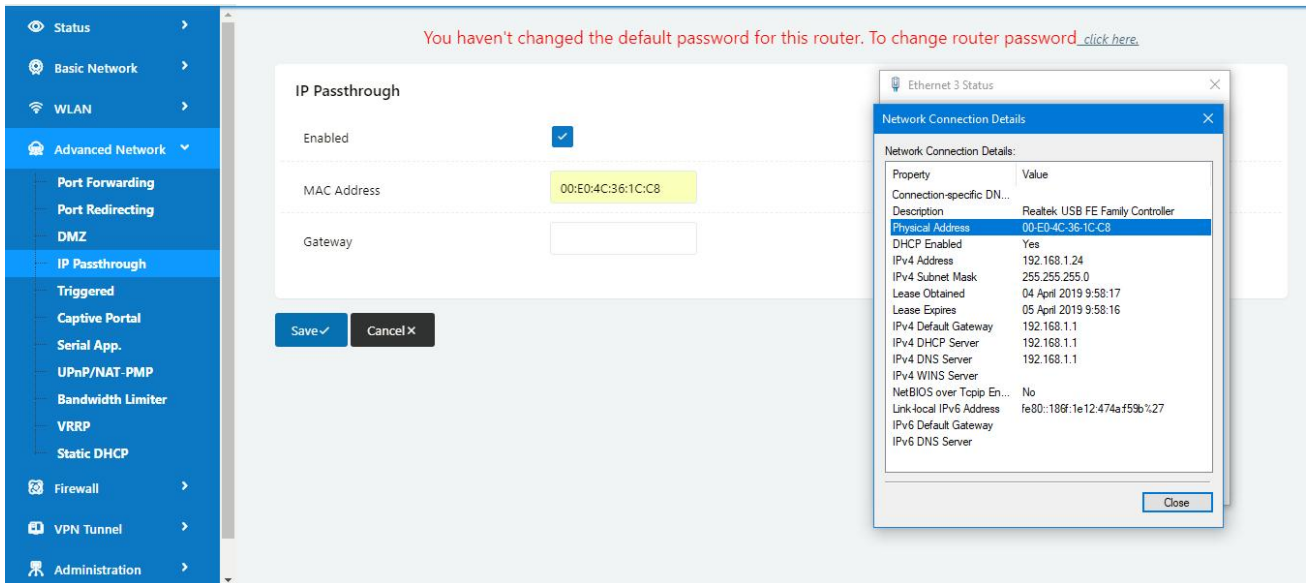 Status
Basic Network
WLAN
Advanced Network
Port Forwarding
Port Redirecting
DMZ
IP Passthrough
Triggered
Captive Portal
Serial App.
UPnP/NAT-PMP
Bandwidth Limiter
VRRP
Static DHCP
Firewall
VPN Tunnel
Administration
You haven't changed the default password for this router. To change router password click here.
IP Passthrough
Enabled
MAC Address 00:E0:4C:36:1C:C8
Gateway
Save Cancel
Ethernet 3 Status
Network Connection Details
Network Connection Details:
Property Value
Connection-specific DN...
Description Realtek USB FE Family Controller
Physical Address 00-E0-4C-36-1C-C8
DHCP Enabled Yes
IPv4 Address 192.168.1.24
IPv4 Subnet Mask 255.255.255.0
Lease Obtained 04 April 2019 9:58:17
Lease Expires 05 April 2019 9:58:16
IPv4 Default Gateway 192.168.1.1
IPv4 DHCP Server 192.168.1.1
IPv4 DNS Server 192.168.1.1
IPv4 WINS Server
NetBIOS over Tcpip En... No
Link-local IPv6 Address fe80::186f:1e12:474a:f59b%27
IPv6 Default Gateway
IPv6 DNS Server
Close